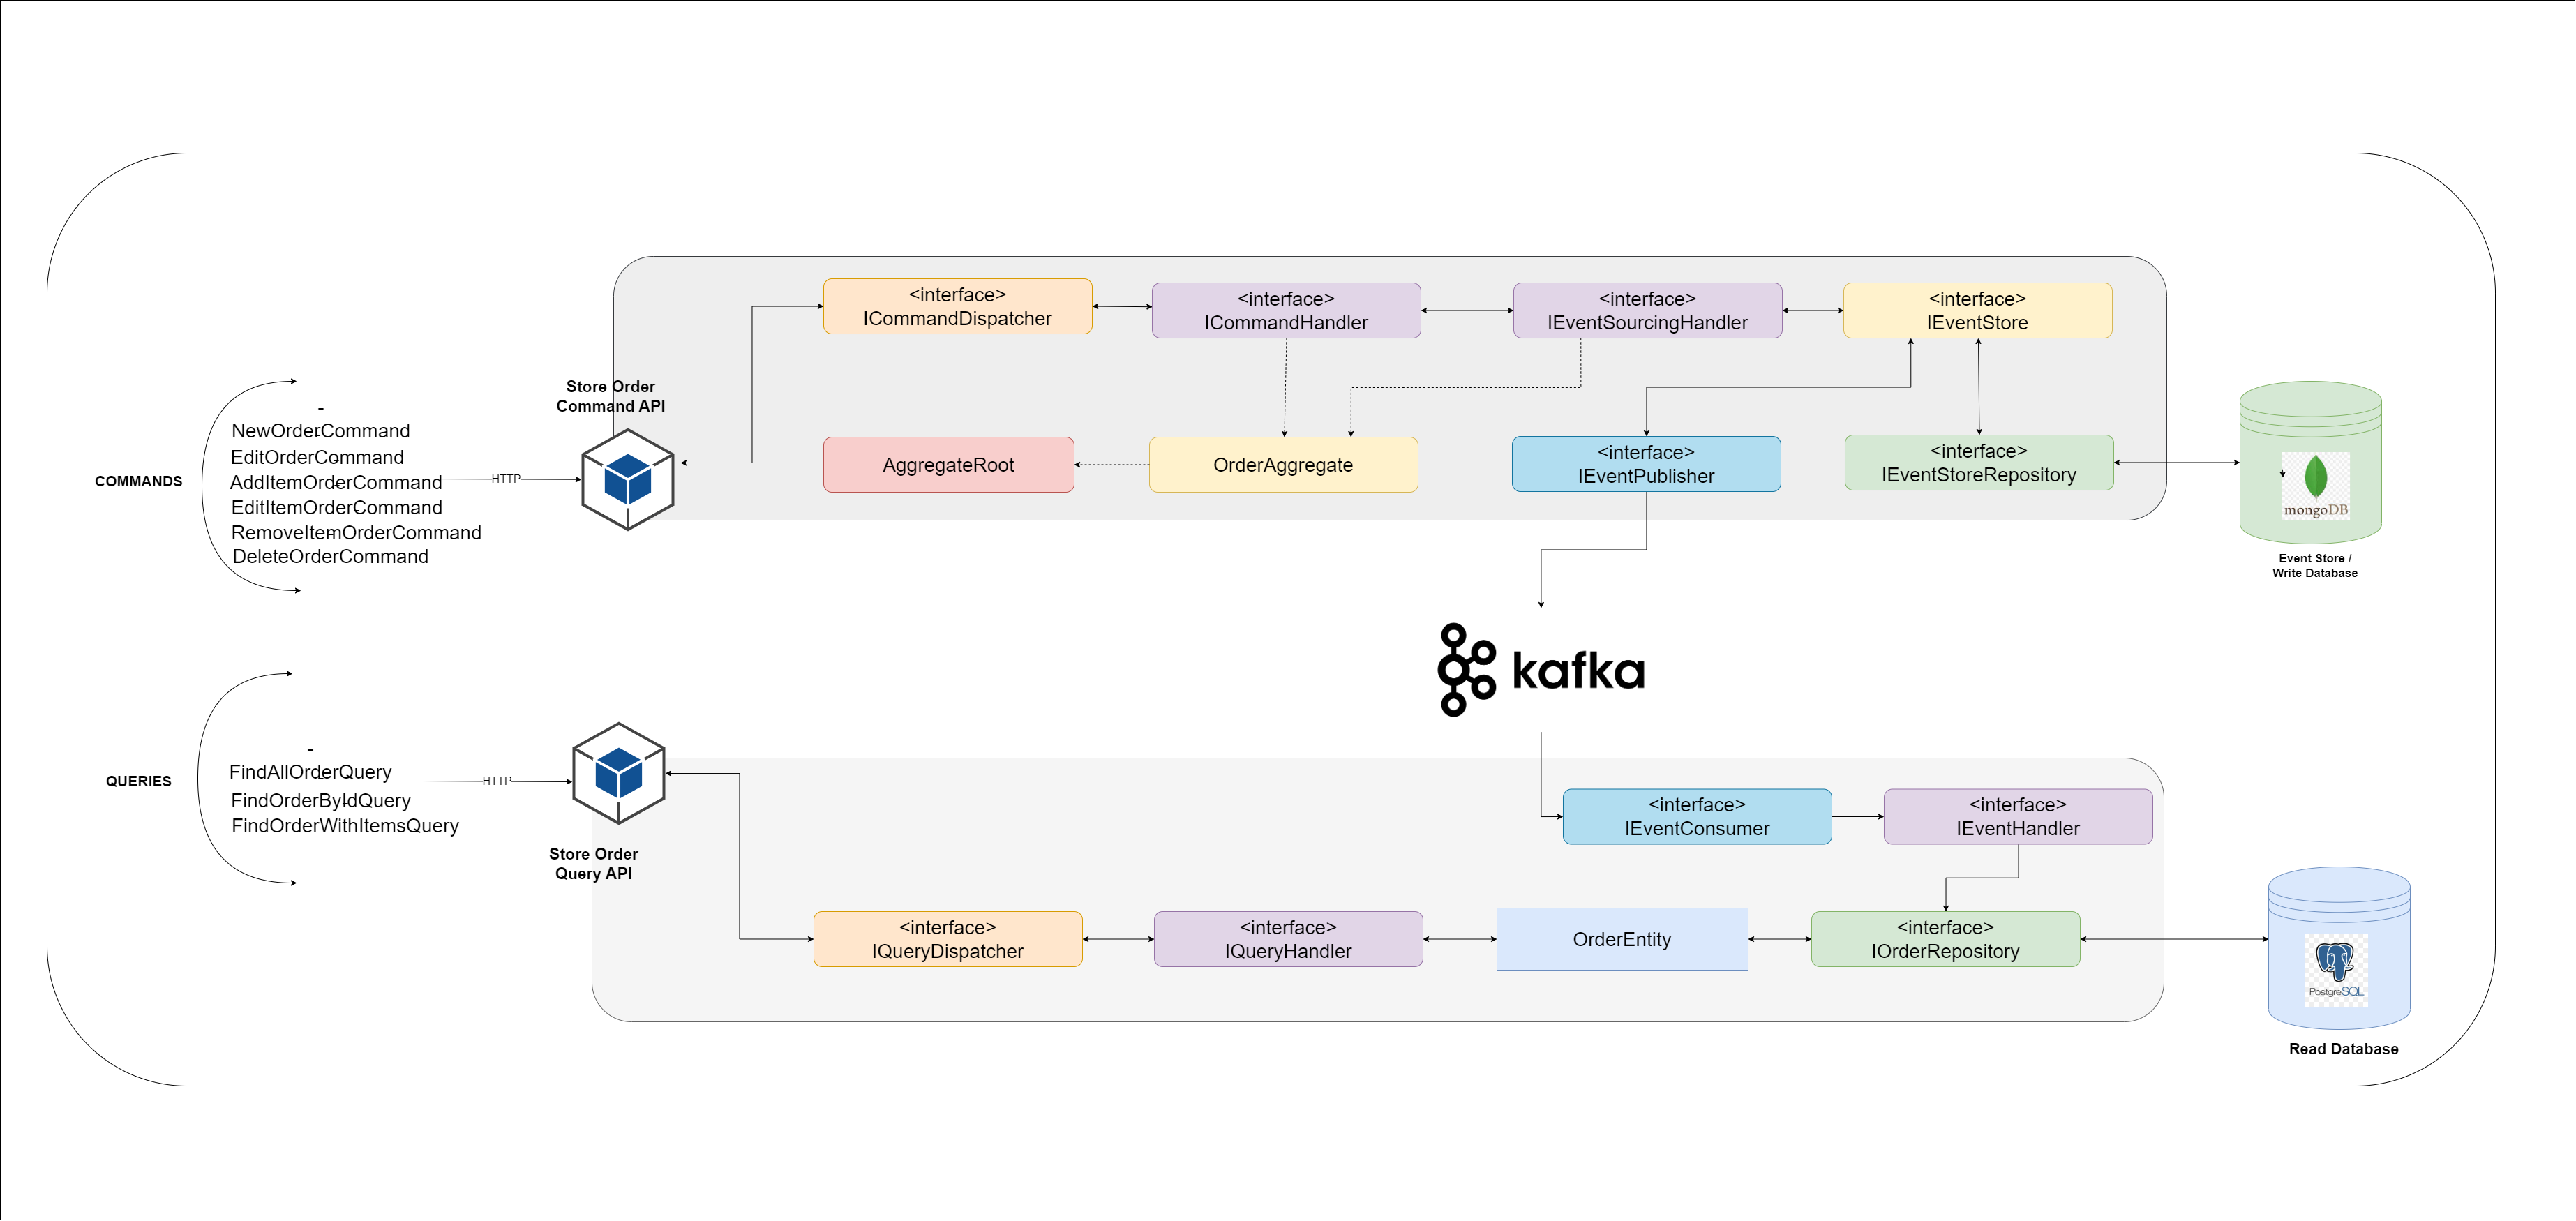 <interface>
ICommandDispatcher
<interface>
ICommandHandler
<interface>
IEventSourcingHandler
<interface>
IEventStore
Store Order
Command API
COMMANDS
NewOrderCommand
EditOrderCommand
AddItemOrderCommand
EditItemOrderCommand
RemoveItemOrderCommand
DeleteOrderCommand
HTTP
AggregateRoot
OrderAggregate
<interface>
IEventPublisher
<interface>
IEventStoreRepository
mongoDB
Event Store /
Write Database
kafka
QUERIES
FindAllOrderQuery
FindOrderByIdQuery
FindOrderWithItemsQuery
HTTP
Store Order
Query API
<interface>
IEventConsumer
<interface>
IEventHandler
<interface>
IQueryDispatcher
<interface>
IQueryHandler
OrderEntity
<interface>
IOrderRepository
PostgreSQL
Read Database